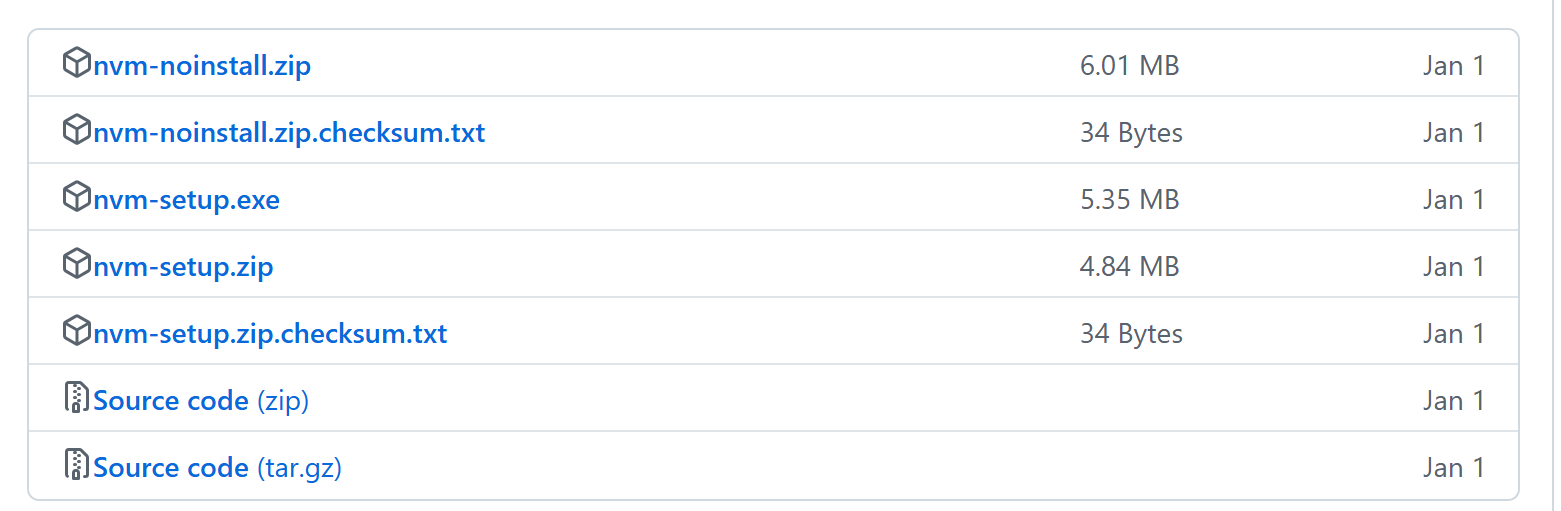 nvm-noinstall.zip 6.01 MB Jan 1
nvm-noinstall.zip.checksum.txt 34 Bytes Jan 1
nvm-setup.exe 5.35 MB Jan 1
nvm-setup.zip 4.84 MB Jan 1
nvm-setup.zip.checksum.txt 34 Bytes Jan 1
Source code (zip) Jan 1
Source code (tar.gz) Jan 1